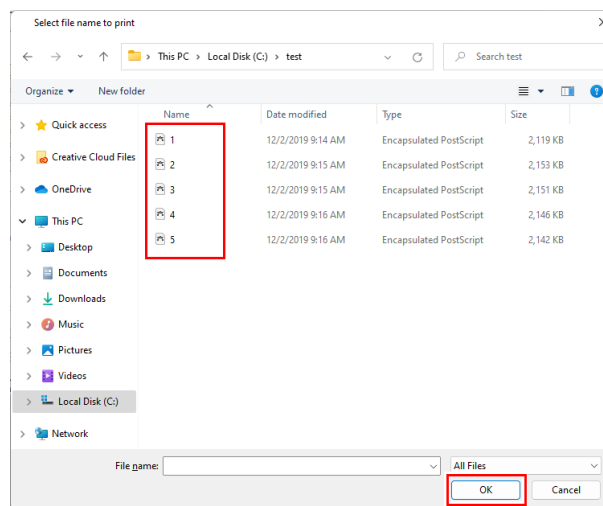 Select file name to print
This PC > Local Disk (C:) > test
Search test
Organize New folder
Name Date modified Type Size
Quick access
Creative Cloud Files
OneDrive
This PC
Desktop
Documents
Downloads
Music
Pictures
Videos
Local Disk (C:)
Network
1 12/2/2019 9:14 AM Encapsulated PostScript 2,119 KB
2 12/2/2019 9:15 AM Encapsulated PostScript 2,153 KB
3 12/2/2019 9:15 AM Encapsulated PostScript 2,151 KB
4 12/2/2019 9:16 AM Encapsulated PostScript 2,146 KB
5 12/2/2019 9:16 AM Encapsulated PostScript 2,142 KB
File name: All Files
OK Cancel